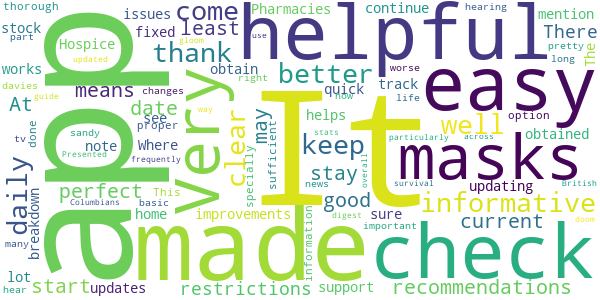 thorough
come
helpful
Pharmacies
continue
hearing
mention
issues
least
use
There
pretty
stock
part
Hospice
gloom
fixed
thank
worse
long
The
works
updated
obtain
better
easy
davies
means
changes
right
quick
track
life
option
At
guide
date
way
now
daily
app
very
clear
may
It
keep
masks
well
obtained
done
sandy
see
proper
helps
stats
particularly
across
tv
Presented
note
Where
frequently
specially
sufficient
news
stay
overall
updating
perfect
This
survival
British
breakdown
Columbians
basic
good
informative
many
home
improvements
information
digest
sure
important
current
doom
made
check
lot
hear
start
updates
restrictions
support
recommendations